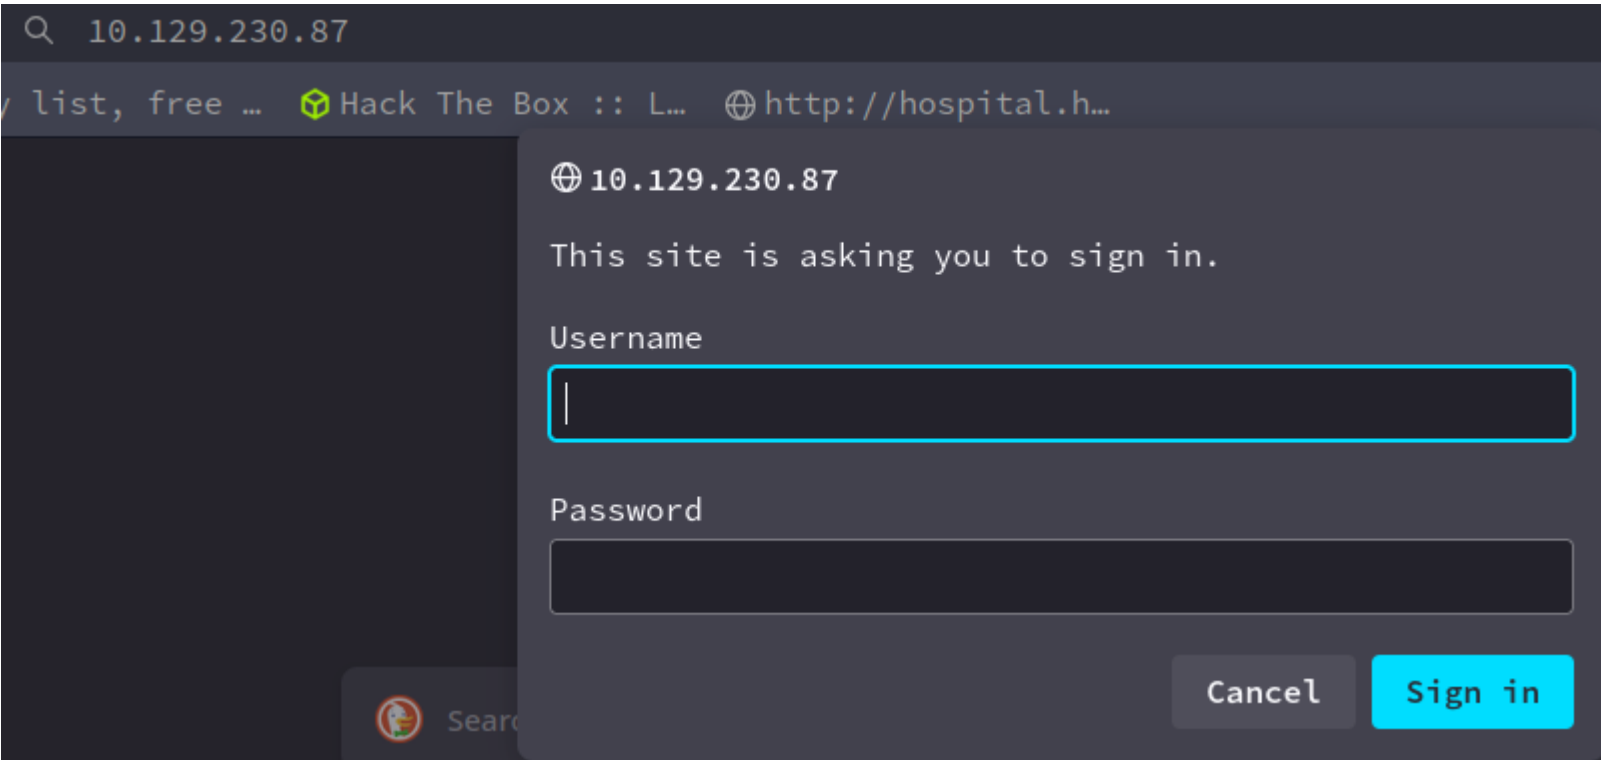 10.129.230.87
y list, free … Hack The Box :: L… http://hospital.h…
10.129.230.87
This site is asking you to sign in.
Username
Password
Cancel Sign in
Sear